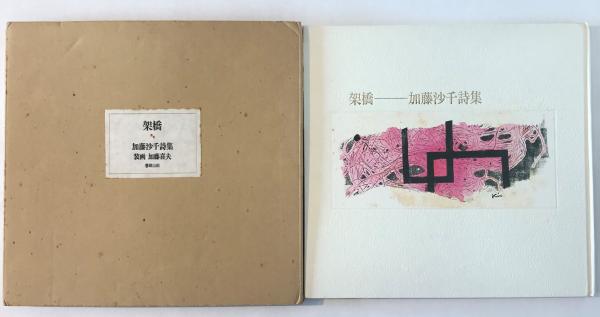 架橋
加藤沙千詩集
装画 加藤喜夫
架橋――加藤沙千詩集